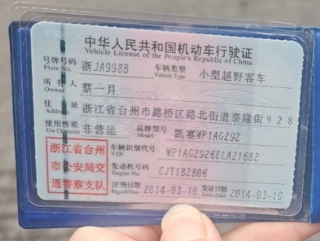 中华人民共和国机动车行驶证
Vehicle License of the People's Republic of China
号牌号码 Plate No. 浙JA998B 车辆类型 Vehicle Type 小型越野客车
所有人 Owner 蔡一月
住址 Address 浙江省台州市路桥区路北街道泰隆街928
使用性质 Use Character 非营运 品牌型号 Model 凯宴WP1AG292
浙江省台州市公安局交通警察支队
车辆识别代号 VIN WP1AG2926ELA21682
发动机号码 Engine No. CJT182806
注册日期 Register Date 2014-03-10 发证日期 Issue Date 2014-03-10